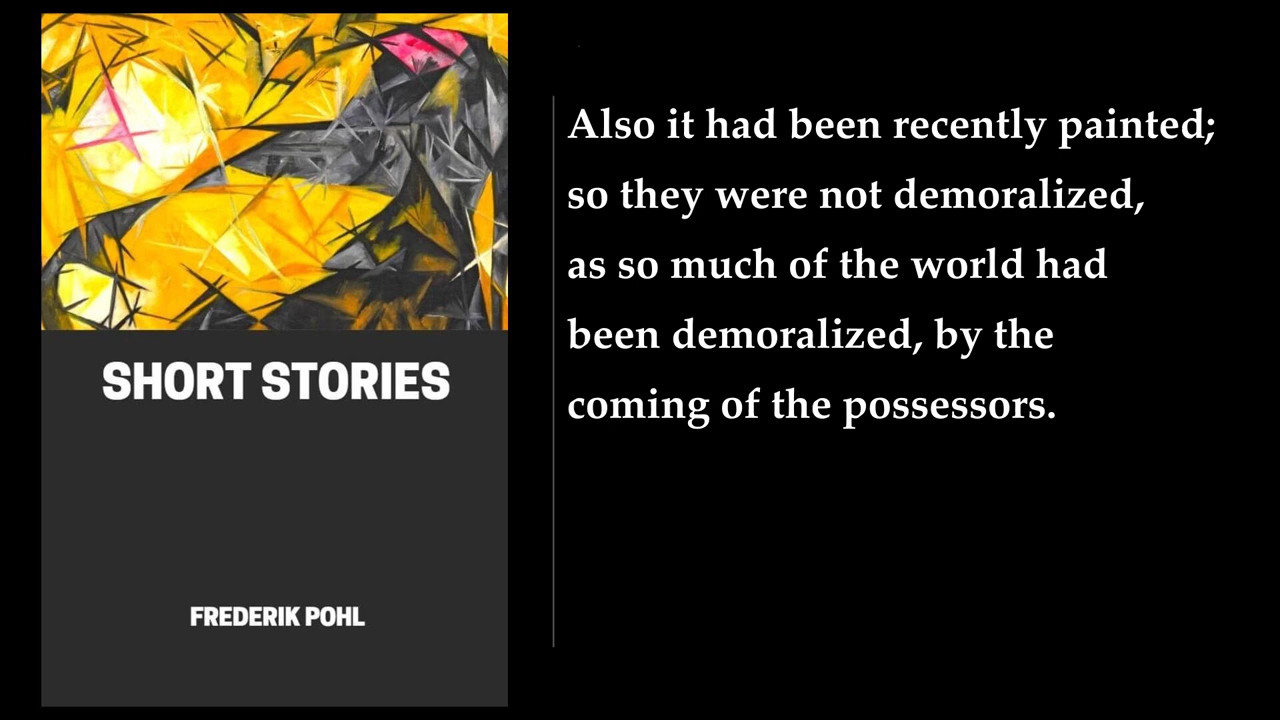 SHORT STORIES
FREDERIK POHL
Also it had been recently painted;
so they were not demoralized,
as so much of the world had
been demoralized, by the
coming of the possessors.